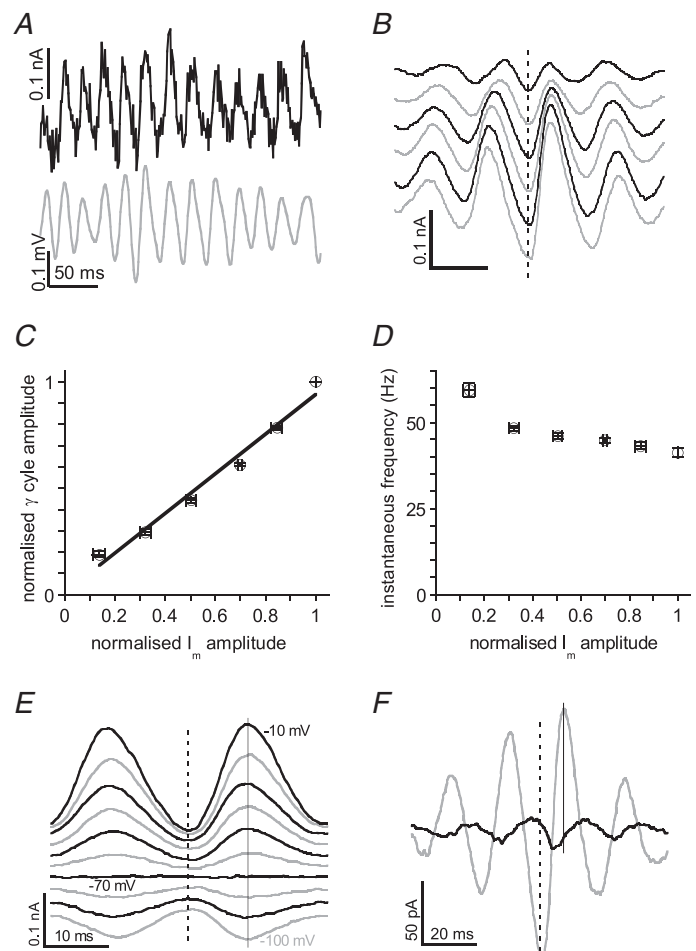 A
0.1 nA
0.1 mV
50 ms
B
0.1 nA
C
normalised γ cyle amplitude
1
0
0 0.2 0.4 0.6 0.8 1
normalised Im amplitude
D
instantaneous frequency (Hz)
50
25
0
0 0.2 0.4 0.6 0.8 1
normalised Im amplitude
E
-10 mV
-70 mV
-100 mV
0.1 nA
10 ms
F
50 pA
20 ms